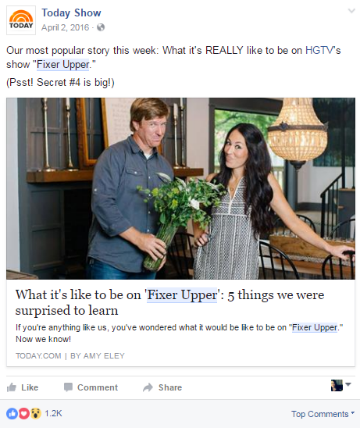 Today Show
TODAY
April 2, 2016 ·
Our most popular story this week: What it's REALLY like to be on HGTV's
show "Fixer Upper."
(Psst! Secret #4 is big!)
What it's like to be on 'Fixer Upper': 5 things we were
surprised to learn
If you're anything like us, you've wondered what it would be like to be on "Fixer Upper."
Now we know!
TODAY.COM | BY AMY ELEY
Like Comment Share
1.2K Top Comments